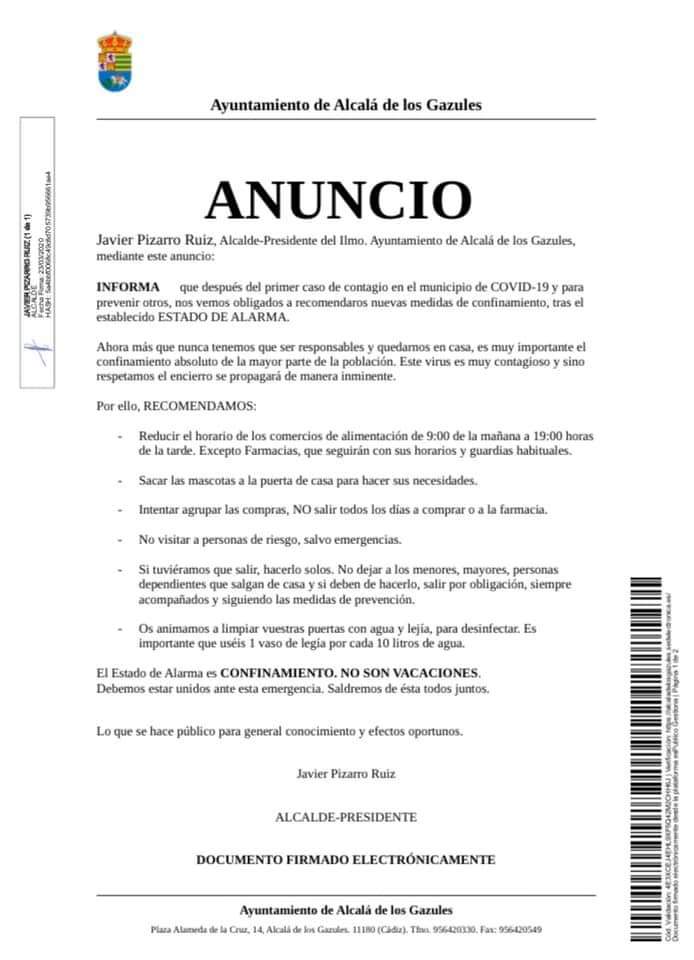 Ayuntamiento de Alcalá de los Gazules
ANUNCIO
Javier Pizarro Ruiz, Alcalde-Presidente del Ilmo. Ayuntamiento de Alcalá de los Gazules,
mediante este anuncio:
INFORMA que después del primer caso de contagio en el municipio de COVID-19 y para
prevenir otros, nos vemos obligados a recomendaros nuevas medidas de confinamiento, tras el
establecido ESTADO DE ALARMA.
Ahora más que nunca tenemos que ser responsables y quedarnos en casa, es muy importante el
confinamiento absoluto de la mayor parte de la población. Este virus es muy contagioso y sino
respetamos el encierro se propagará de manera inminente.
Por ello, RECOMENDAMOS:
- Reducir el horario de los comercios de alimentación de 9:00 de la mañana a 19:00 horas
de la tarde. Excepto Farmacias, que seguirán con sus horarios y guardias habituales.
- Sacar las mascotas a la puerta de casa para hacer sus necesidades.
- Intentar agrupar las compras, NO salir todos los días a comprar o a la farmacia.
- No visitar a personas de riesgo, salvo emergencias.
- Si tuviéramos que salir, hacerlo solos. No dejar a los menores, mayores, personas
dependientes que salgan de casa y si deben de hacerlo, salir por obligación, siempre
acompañados y siguiendo las medidas de prevención.
- Os animamos a limpiar vuestras puertas con agua y lejía, para desinfectar. Es
importante que uséis 1 vaso de legía por cada 10 litros de agua.
El Estado de Alarma es CONFINAMIENTO. NO SON VACACIONES.
Debemos estar unidos ante esta emergencia. Saldremos de ésta todos juntos.
Lo que se hace público para general conocimiento y efectos oportunos.
Javier Pizarro Ruiz
ALCALDE-PRESIDENTE
DOCUMENTO FIRMADO ELECTRÓNICAMENTE
Ayuntamiento de Alcalá de los Gazules
Plaza Alameda de la Cruz, 14, Alcalá de los Gazules. 11180 (Cádiz). Tfno. 956420330. Fax: 956420549
JAVIER PIZARRO RUIZ (1 de 1)
ALCALDE
Fecha Firma: 23/03/2020
HASH:
Cód. Validación: | Verificación:
Documento firmado electrónicamente desde la plataforma esPublico Gestiona | Página 1 de 2